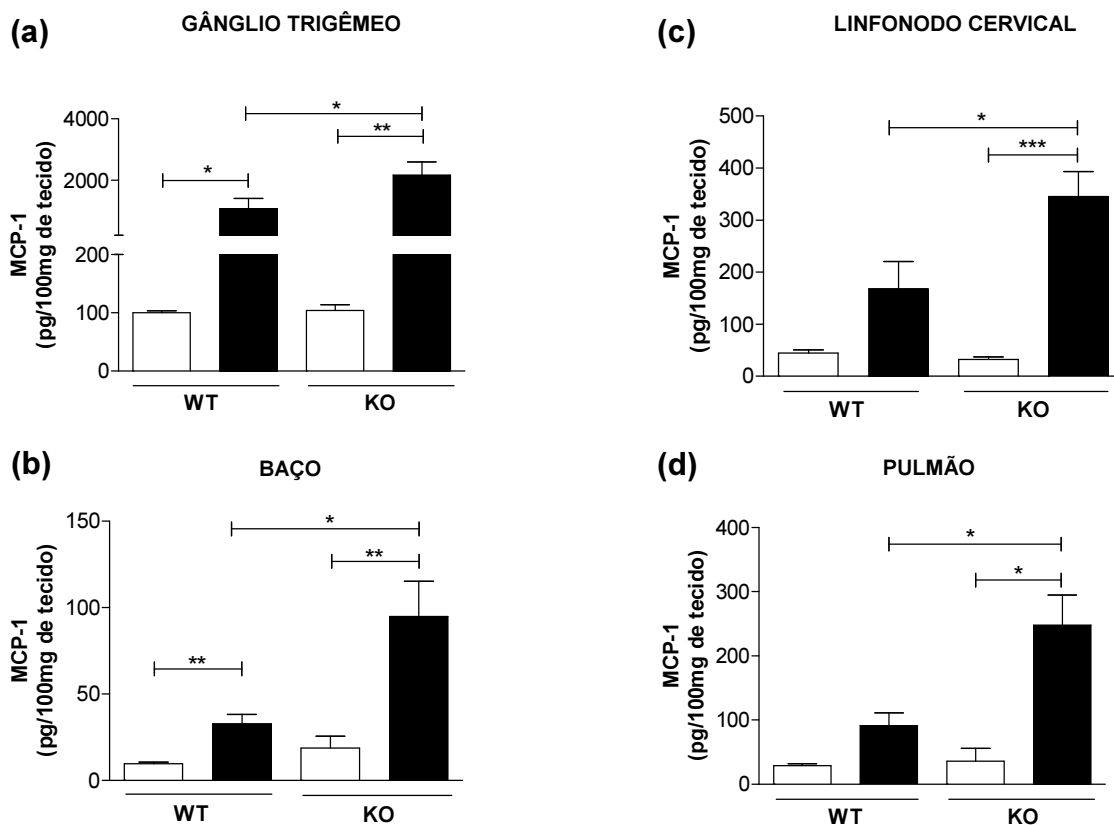 (a)
GÂNGLIO TRIGÊMEO
MCP-1
(pg/100mg de tecido)
4000
2000
200
100
0
*
*
**
WT
KO
(c)
LINFONODO CERVICAL
MCP-1
(pg/100mg de tecido)
500
400
300
200
100
0
*
***
WT
KO
(b)
BAÇO
MCP-1
(pg/100mg de tecido)
150
100
50
0
*
**
**
WT
KO
(d)
PULMÃO
MCP-1
(pg/100mg de tecido)
400
300
200
100
0
*
*
WT
KO